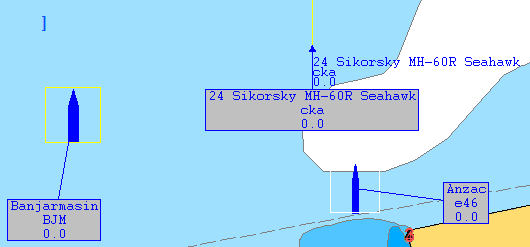 ]
24 Sikorsky MH-60R Seahawk
cka
0.0
24 Sikorsky MH-60R Seahawk
cka
0.0
Banjarmasin
BJM
0.0
Anzac
e46
0.0